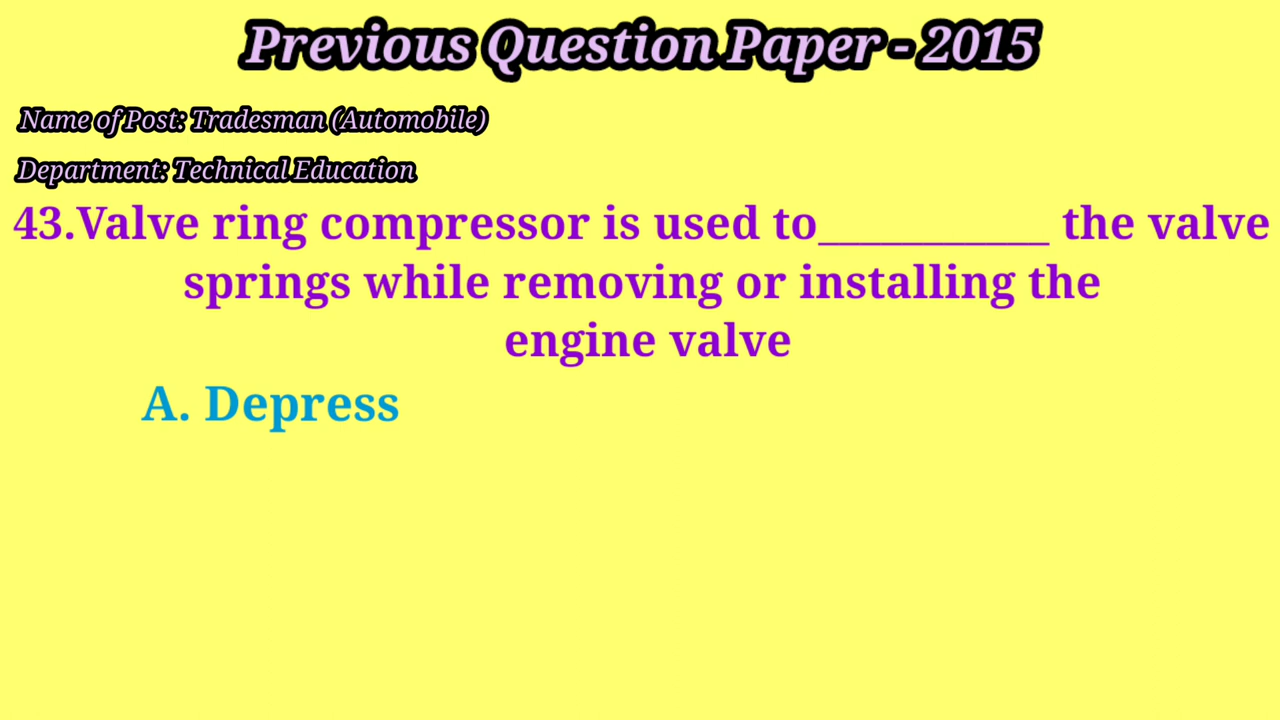 Previous Question Paper - 2015
Name of Post: Tradesman (Automobile)
Department: Technical Education
43.Valve ring compressor is used to___________ the valve
springs while removing or installing the
engine valve
A. Depress